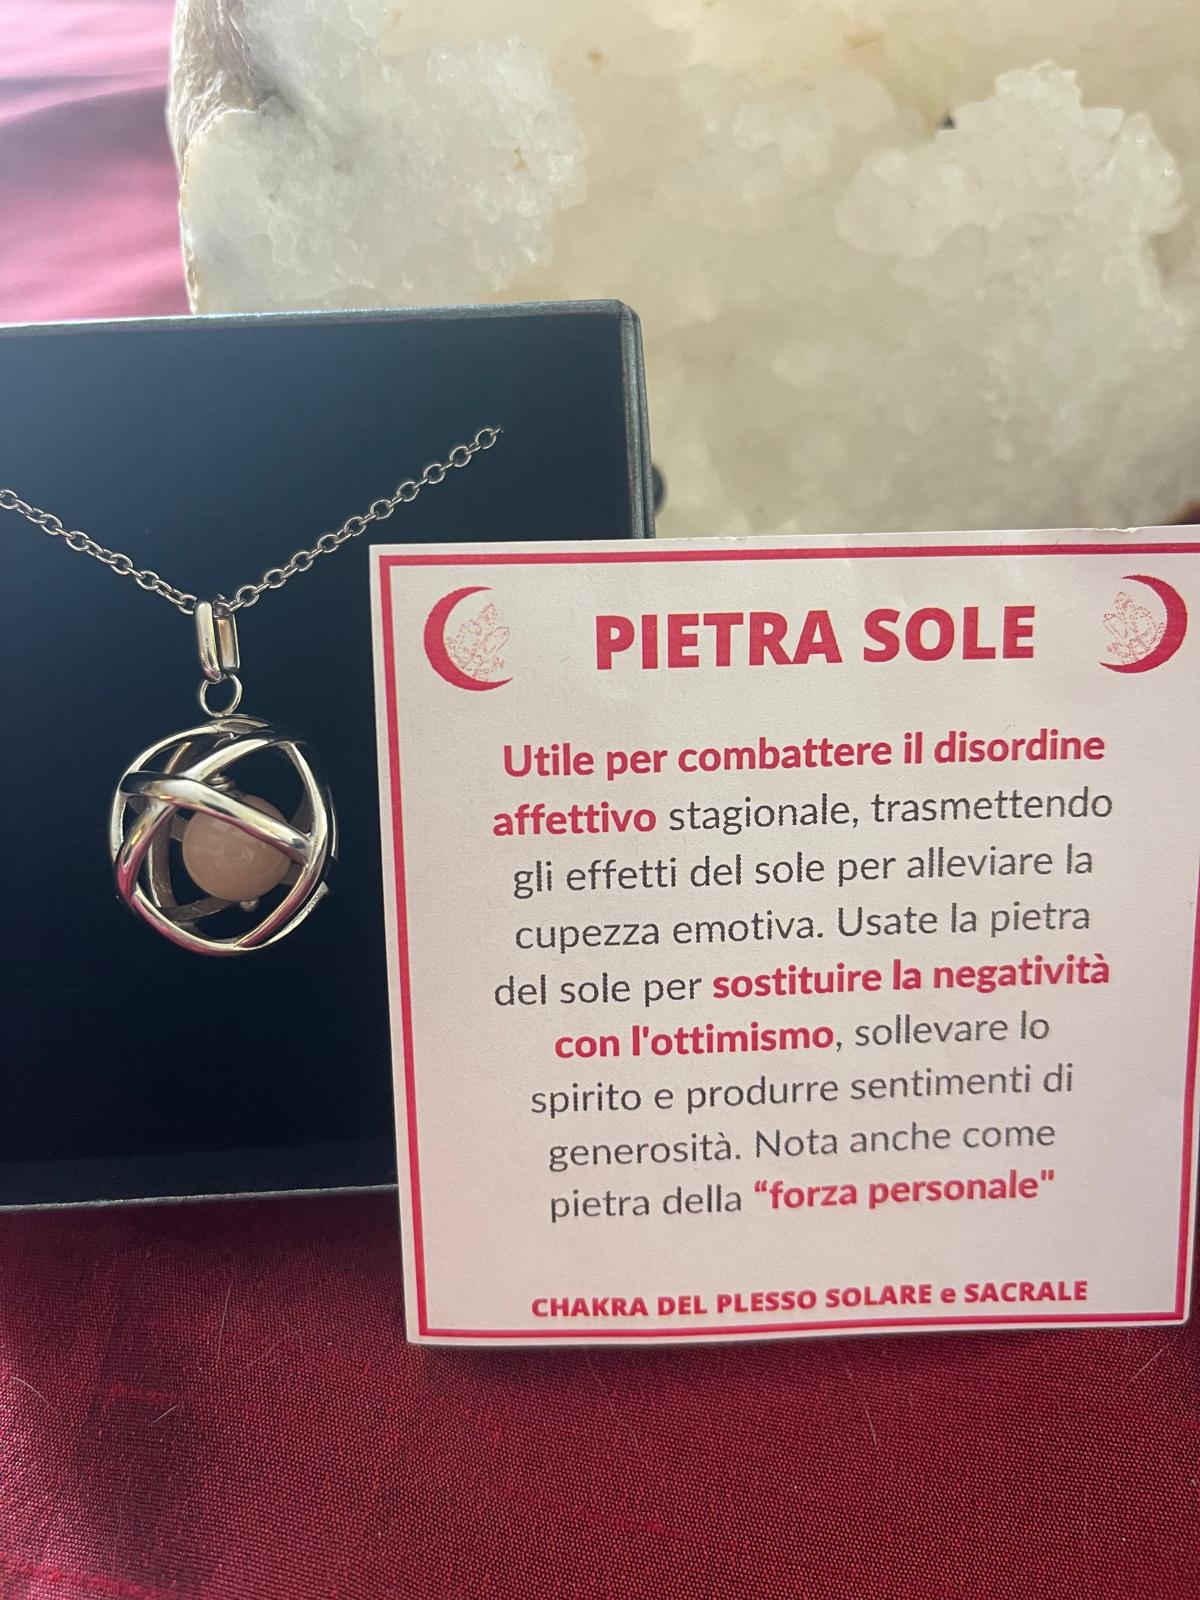 PIETRA SOLE
Utile per combattere il disordine
affettivo stagionale, trasmettendo
gli effetti del sole per alleviare la
cupezza emotiva. Usate la pietra
del sole per sostituire la negatività
con l'ottimismo, sollevare lo
spirito e produrre sentimenti di
generosità. Nota anche come
pietra della “forza personale"
CHAKRA DEL PLESSO SOLARE e SACRALE